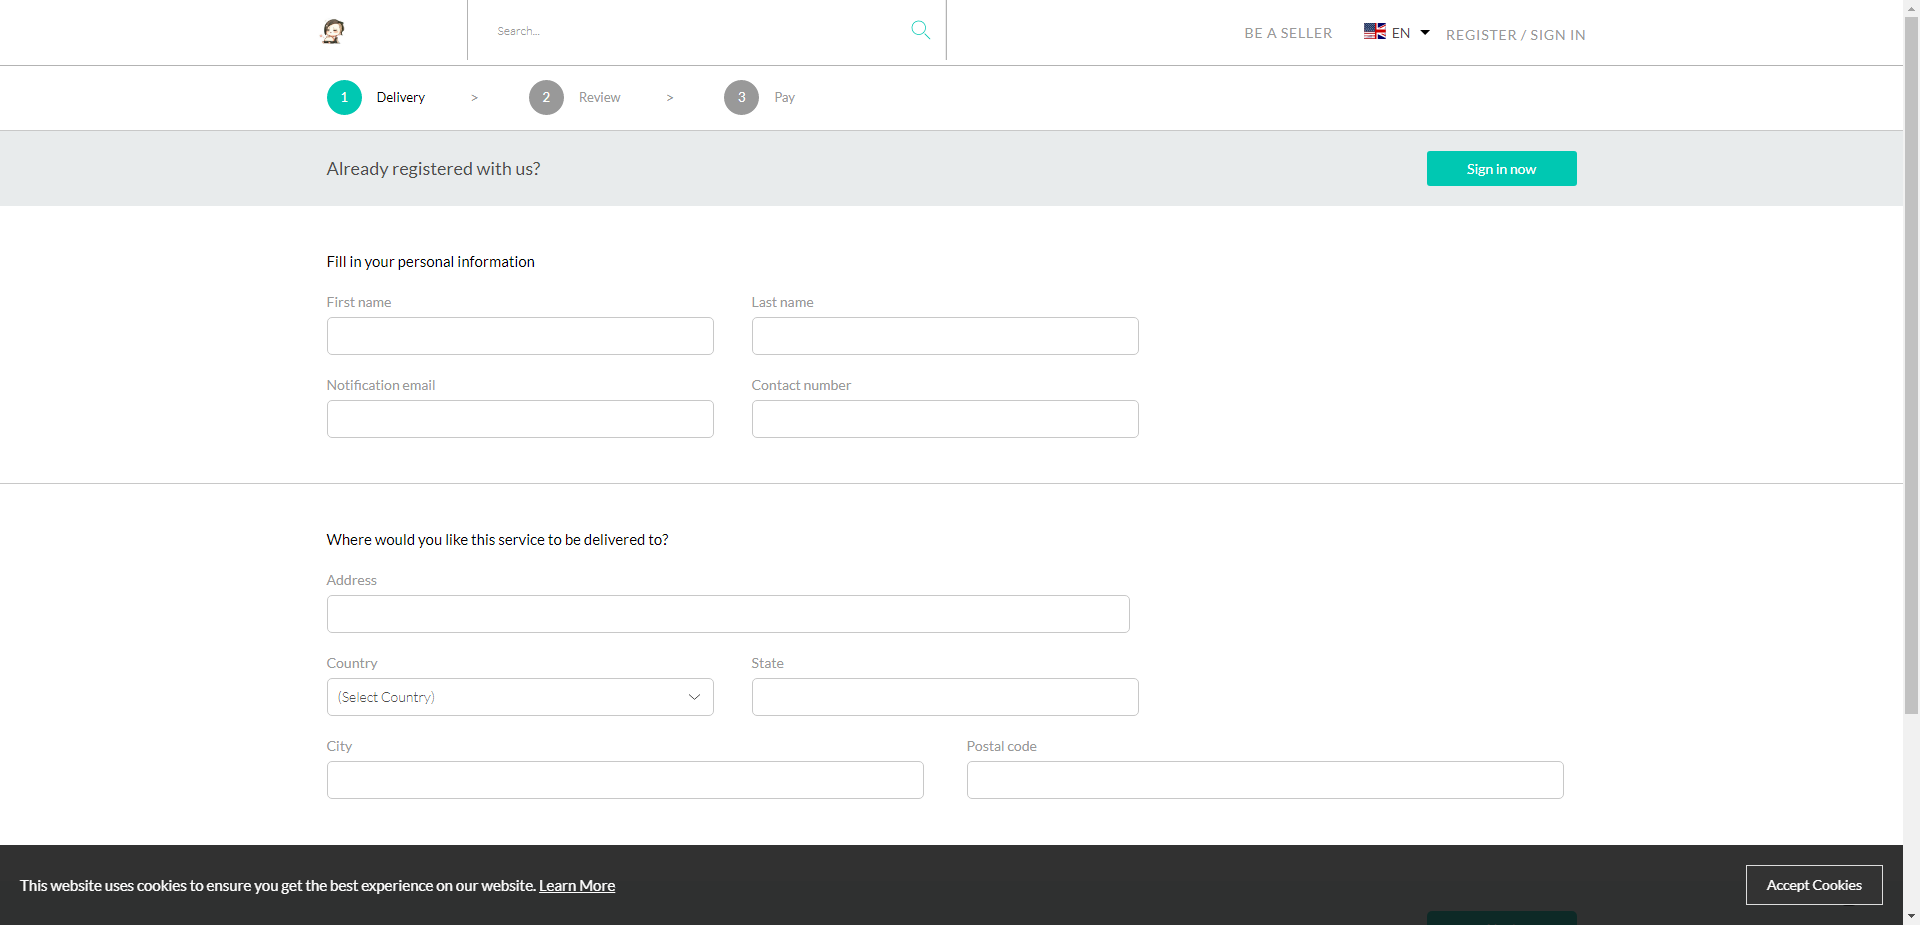 Search...
BE A SELLER
EN
REGISTER / SIGN IN
1 Delivery > 2 Review > 3 Pay
Already registered with us?
Sign in now
Fill in your personal information
First name
Last name
Notification email
Contact number
Where would you like this service to be delivered to?
Address
Country
State
(Select Country)
City
Postal code
This website uses cookies to ensure you get the best experience on our website. Learn More
Accept Cookies